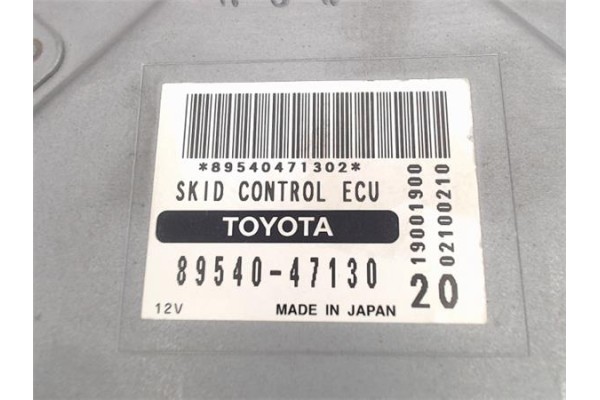 *89540471302*
SKID CONTROL ECU
TOYOTA
89540-47130
12V
MADE IN JAPAN
19001900
02100210
20